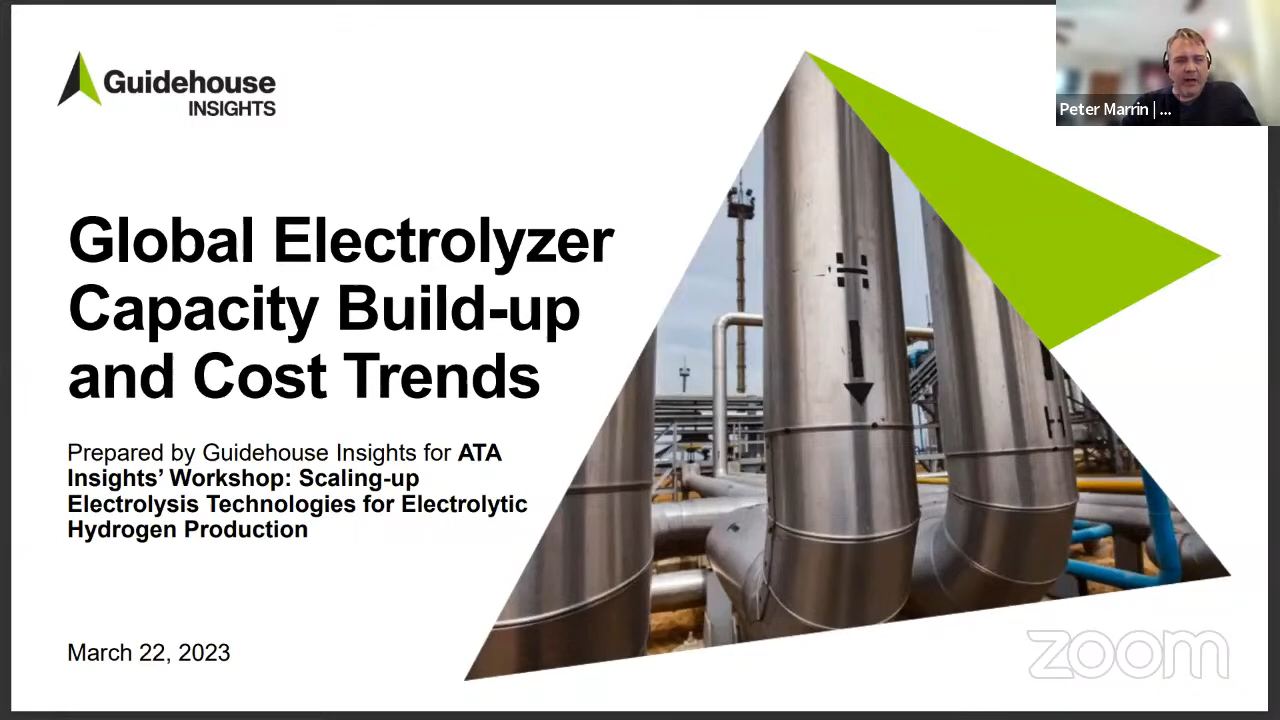 Guidehouse
INSIGHTS
Peter Marrin | ...
Global Electrolyzer
Capacity Build-up
and Cost Trends
Prepared by Guidehouse Insights for ATA
Insights’ Workshop: Scaling-up
Electrolysis Technologies for Electrolytic
Hydrogen Production
March 22, 2023
zoom